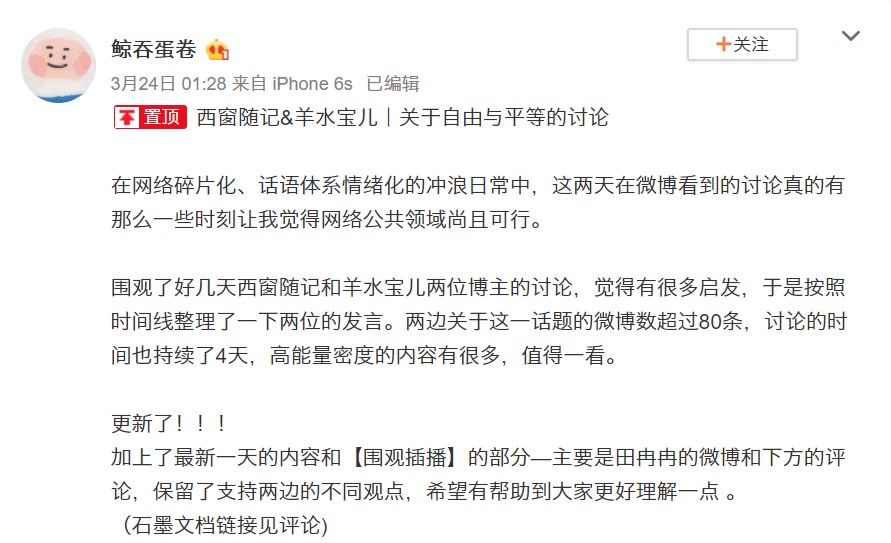 鲸吞蛋卷
+关注
3月24日 01:28 来自 iPhone 6s 已编辑
置顶 西窗随记&羊水宝儿丨关于自由与平等的讨论
在网络碎片化、话语体系情绪化的冲浪日常中，这两天在微博看到的讨论真的有
那么一些时刻让我觉得网络公共领域尚且可行。
围观了好几天西窗随记和羊水宝儿两位博主的讨论，觉得有很多启发，于是按照
时间线整理了一下两位的发言。两边关于这一话题的微博数超过80条，讨论的时
间也持续了4天，高能量密度的内容有很多，值得一看。
更新了！！！
加上了最新一天的内容和【围观插播】的部分—主要是田冉冉的微博和下方的评
论，保留了支持两边的不同观点，希望有帮助到大家更好理解一点 。
（石墨文档链接见评论)